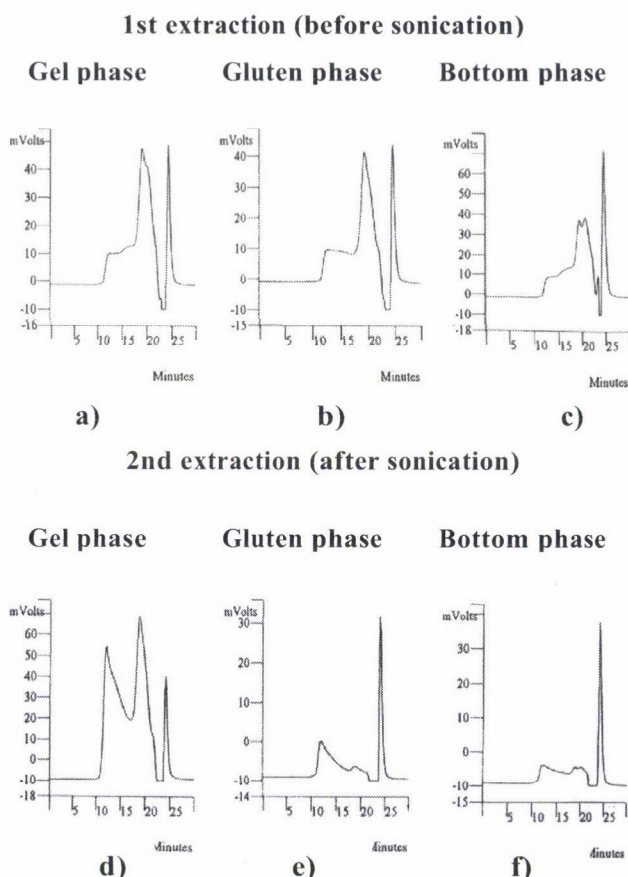 1st extraction (before sonication)
Gel phase Gluten phase Bottom phase
mVolts mVolts mVolts
40 40 60
30 30 50
20 20 40
10 10 30
0 0 20
-10 -10 10
-16 -15 0
-10
-18
5 10 15 20 25 5 10 15 20 25 5 10 15 20 25
Minutes Minutes Minutes
a) b) c)
2nd extraction (after sonication)
Gel phase Gluten phase Bottom phase
mVolts mVolts mVolts
60 30 30
50 20 20
40 10 10
30 0 0
20 -10 -10
10 -14 -15
0
-10
-18
5 10 15 20 25 5 10 15 20 25 5 10 15 20 25
Minutes Minutes Minutes
d) e) f)